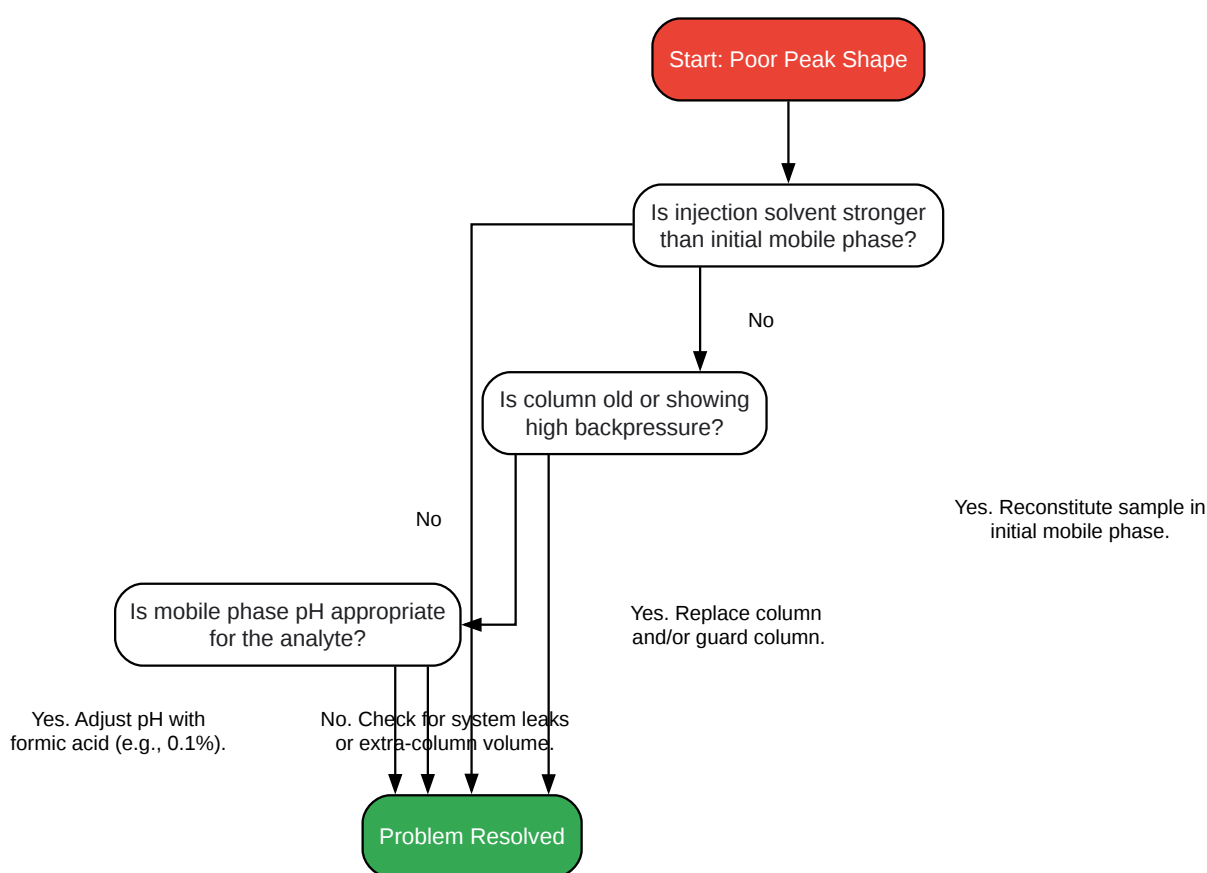 Start: Poor Peak Shape
Is injection solvent stronger
than initial mobile phase?
No
Is column old or showing
high backpressure?
Yes. Reconstitute sample in
initial mobile phase.
No
Is mobile phase pH appropriate
for the analyte?
Yes. Replace column
and/or guard column.
Yes. Adjust pH with
formic acid (e.g., 0.1%).
No. Check for system leaks
or extra-column volume.
Problem Resolved